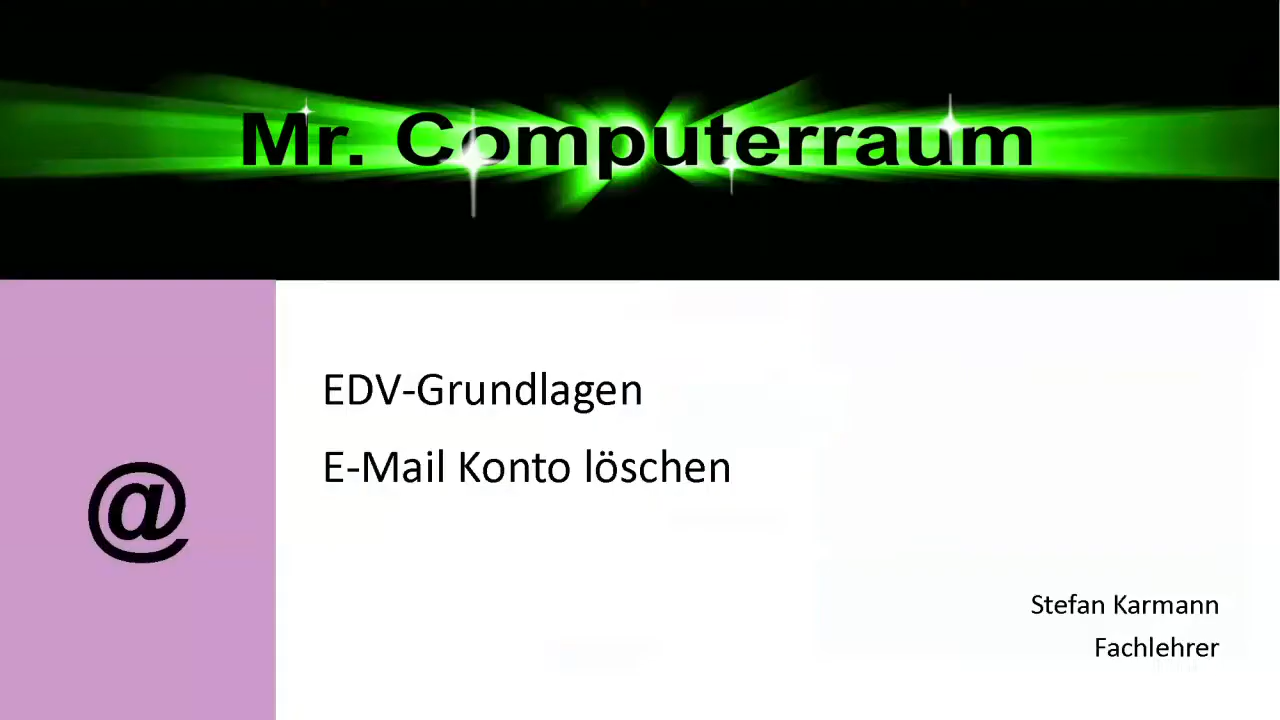 Mr. Computerraum
EDV-Grundlagen
E-Mail Konto löschen
@
Stefan Karmann
Fachlehrer